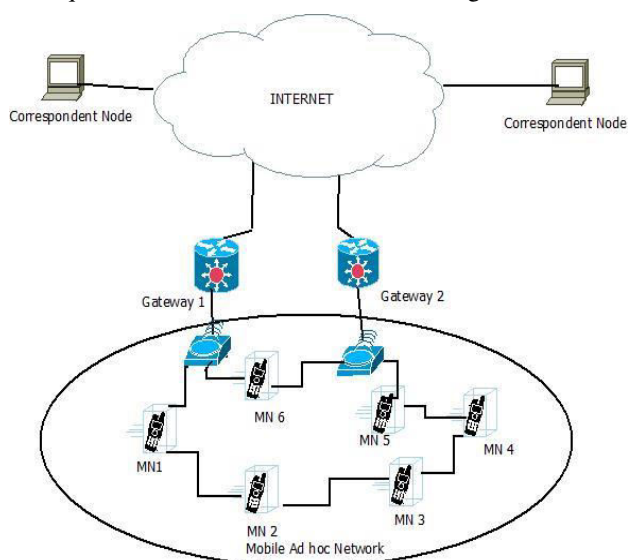 INTERNET
Correspondent Node
Correspondent Node
Gateway 1
Gateway 2
MN 6
MN 5
MN 4
MN1
MN 2
MN 3
Mobile Ad hoc Network